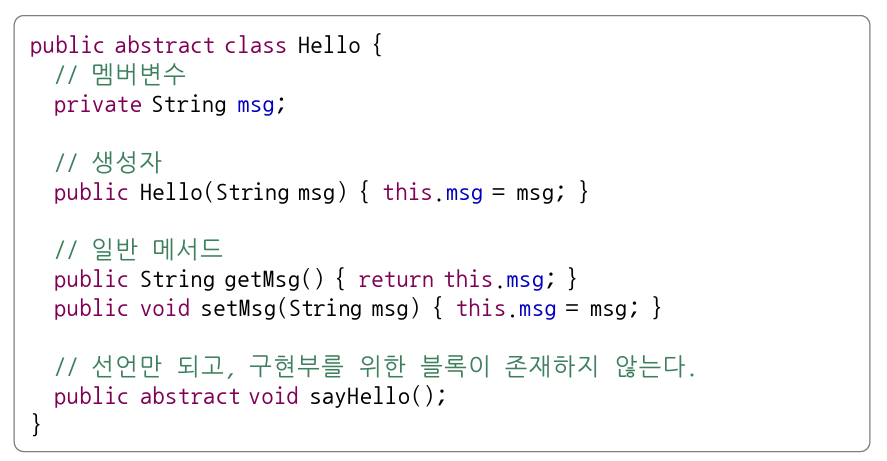 public abstract class Hello {
// 멤버변수
private String msg;
// 생성자
public Hello(String msg) { this.msg = msg; }
// 일반 메서드
public String getMsg() { return this.msg; }
public void setMsg(String msg) { this.msg = msg; }
// 선언만 되고, 구현부를 위한 블록이 존재하지 않는다.
public abstract void sayHello();
}